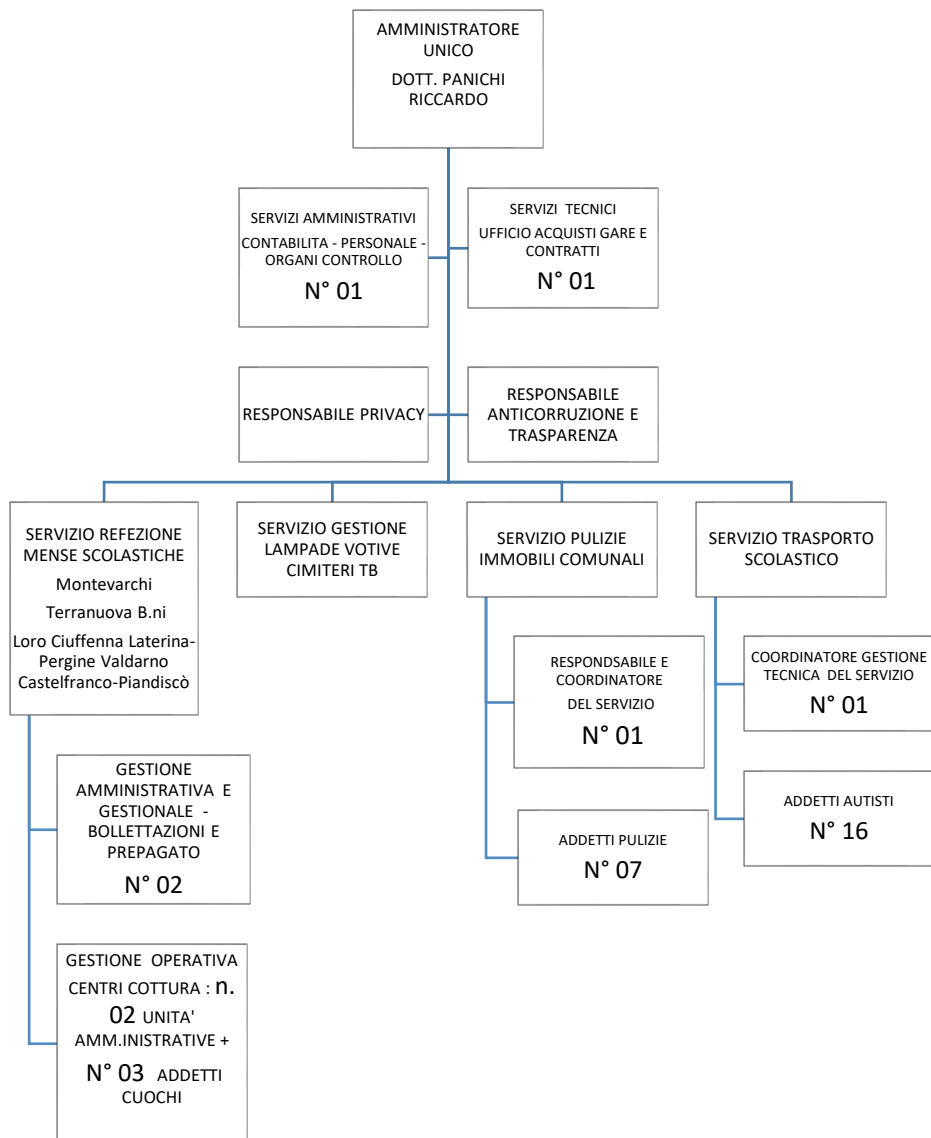 AMMINISTRATORE
UNICO
DOTT. PANICHI
RICCARDO
SERVIZI AMMINISTRATIVI
CONTABILITA - PERSONALE -
ORGANI CONTROLLO
N° 01
SERVIZI TECNICI
UFFICIO ACQUISTI GARE E
CONTRATTI
N° 01
RESPONSABILE PRIVACY
RESPONSABILE
ANTICORRUZIONE E
TRASPARENZA
SERVIZIO REFEZIONE
MENSE SCOLASTICHE
Montevarchi
Terranuova B.ni
Loro Ciuffenna Laterina-
Pergine Valdarno
Castelfranco-Piandiscò
SERVIZIO GESTIONE
LAMPADE VOTIVE
CIMITERI TB
SERVIZIO PULIZIE
IMMOBILI COMUNALI
SERVIZIO TRASPORTO
SCOLASTICO
GESTIONE
AMMINISTRATIVA E
GESTIONALE -
BOLLETTAZIONI E
PREPAGATO
N° 02
GESTIONE OPERATIVA
CENTRI COTTURA : n.
02 UNITA'
AMM.INISTRATIVE +
N° 03 ADDETTI
CUOCHI
RESPONDSABILE E
COORDINATORE
DEL SERVIZIO
N° 01
ADDETTI PULIZIE
N° 07
COORDINATORE GESTIONE
TECNICA DEL SERVIZIO
N° 01
ADDETTI AUTISTI
N° 16